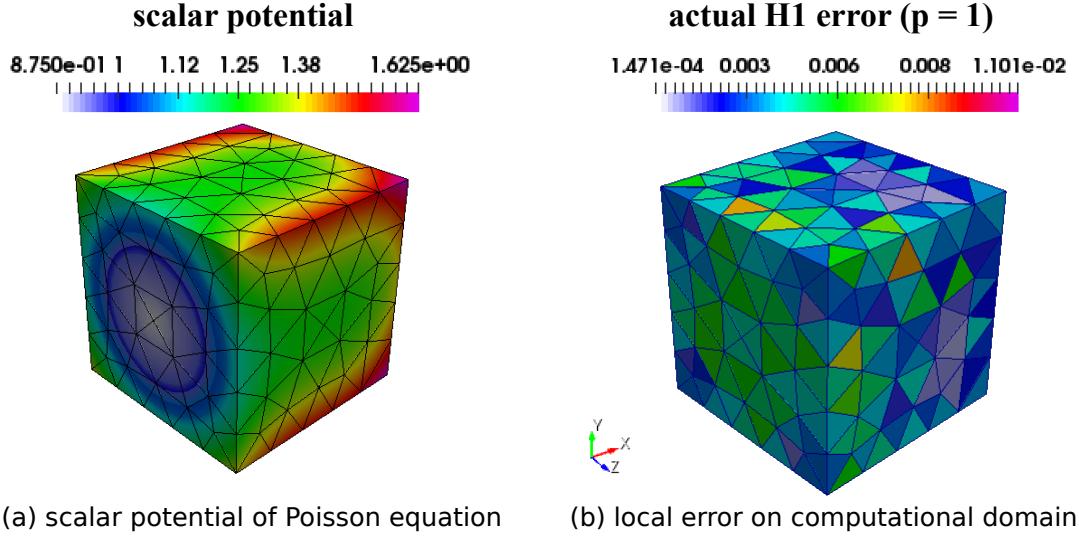 scalar potential
8.750e-01 1 1.12 1.25 1.38 1.625e+00
actual H1 error (p = 1)
1.471e-04 0.003 0.006 0.008 1.101e-02
Y
X
Z
(a) scalar potential of Poisson equation
(b) local error on computational domain